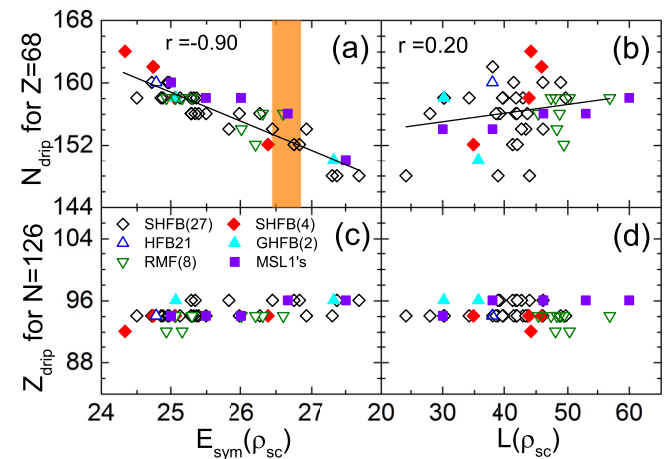 r =-0.90 (a)
r = 0.20 (b)
N_drip for Z=68
168
160
152
144
SHFB(27) SHFB(4)
HFB21 GHFB(2)
RMF(8) MSL1's
(c)
(d)
Z_drip for N=126
104
96
88
24 25 26 27 20 30 40 50 60
E_sym(ρ_sc)
L(ρ_sc)